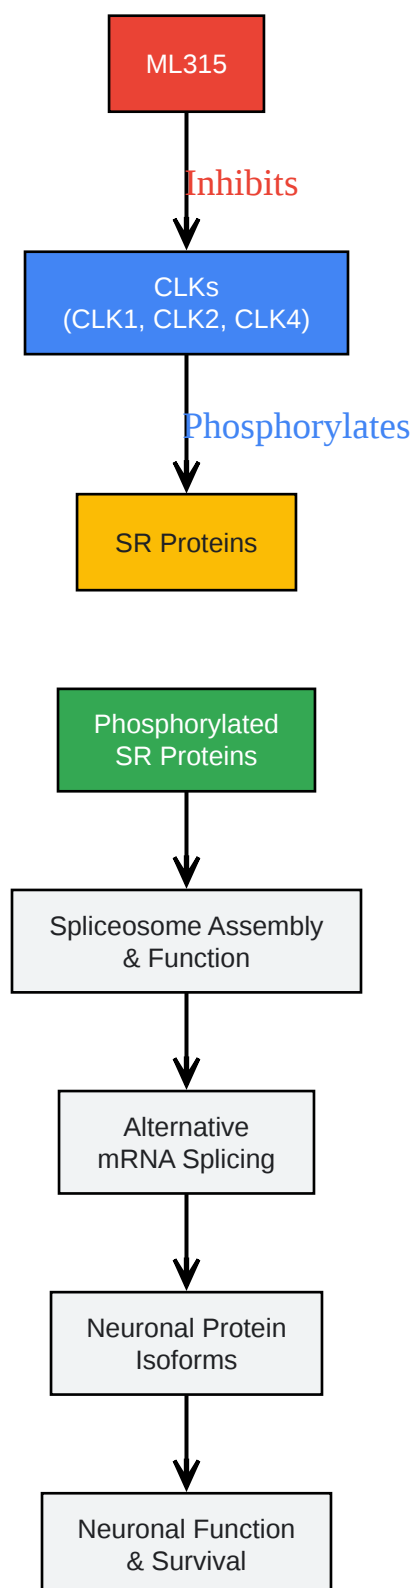 ML315
Inhibits
CLKs
(CLK1, CLK2, CLK4)
Phosphorylates
SR Proteins
Phosphorylated
SR Proteins
Spliceosome Assembly
& Function
Alternative
mRNA Splicing
Neuronal Protein
Isoforms
Neuronal Function
& Survival